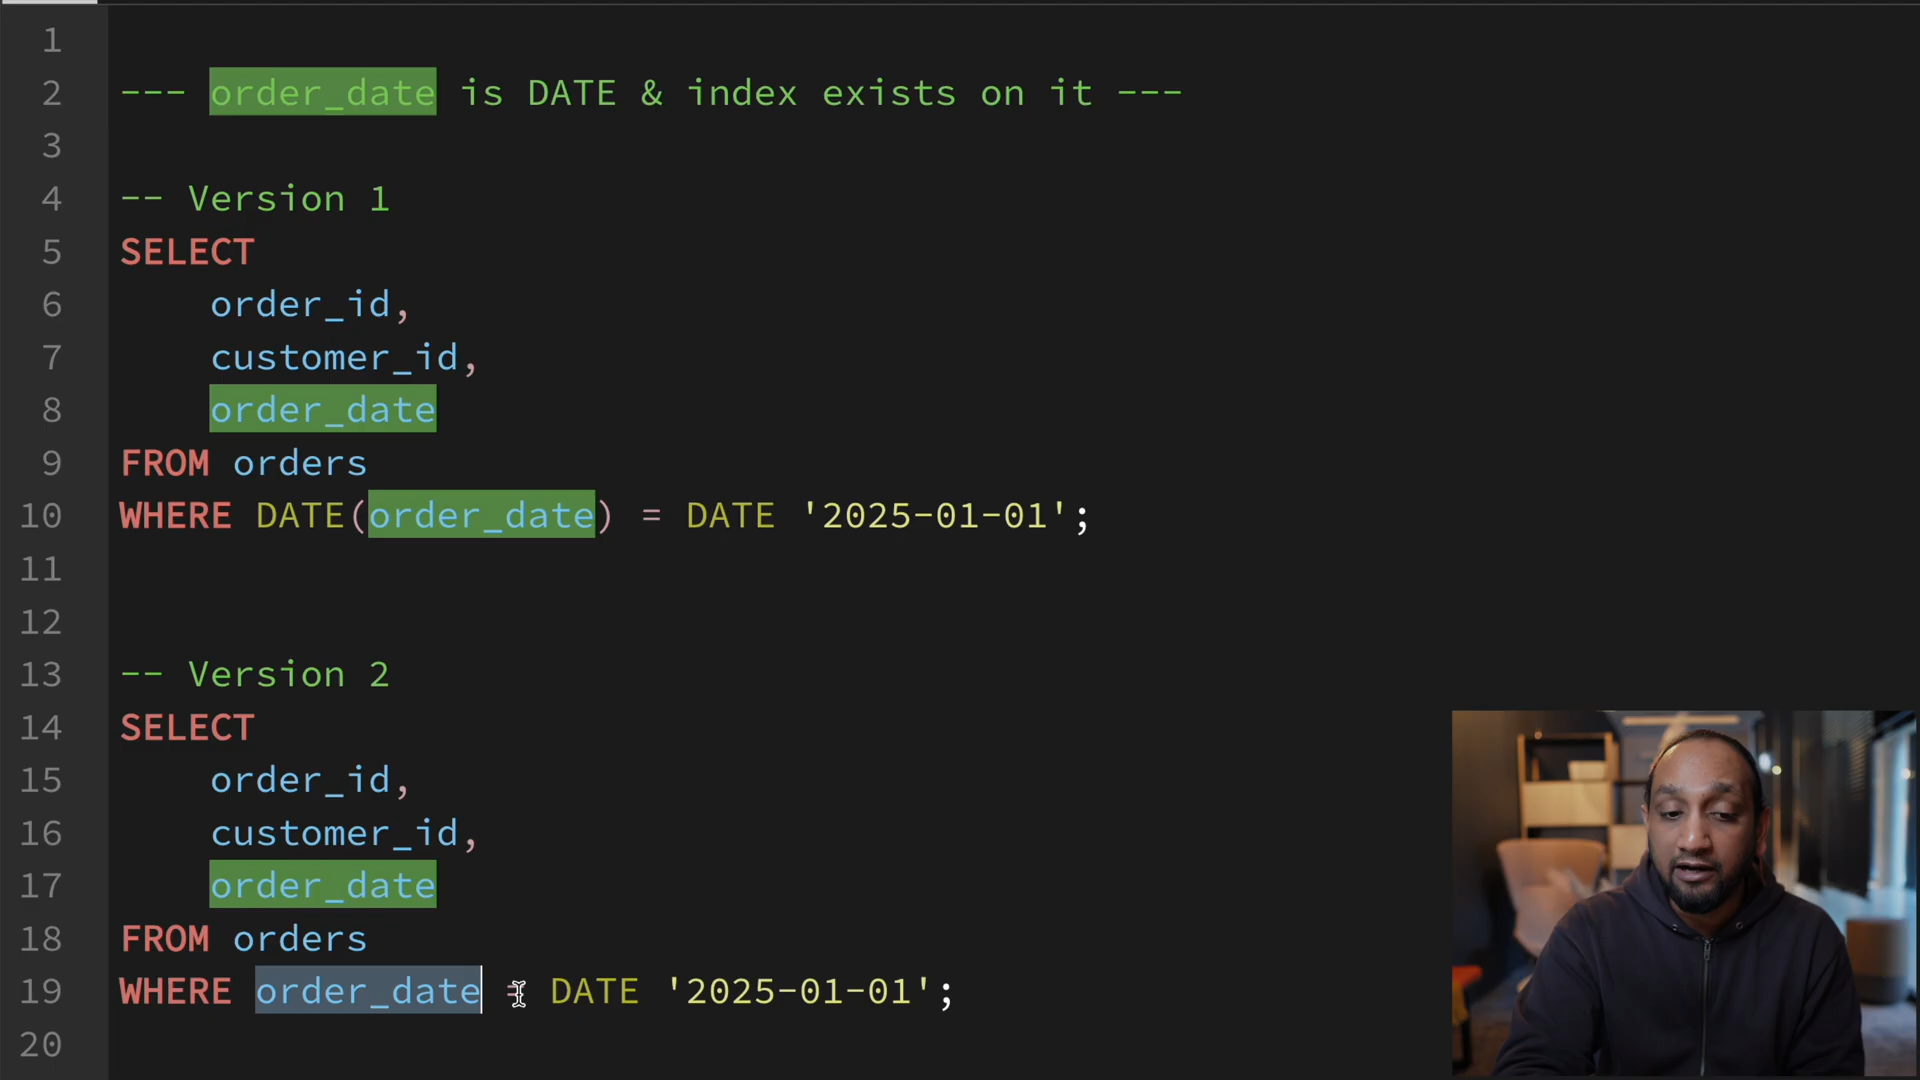 1
2 --- order_date is DATE & index exists on it ---
3
4 -- Version 1
5 SELECT
6 order_id,
7 customer_id,
8 order_date
9 FROM orders
10 WHERE DATE(order_date) = DATE '2025-01-01';
11
12
13 -- Version 2
14 SELECT
15 order_id,
16 customer_id,
17 order_date
18 FROM orders
19 WHERE order_date = DATE '2025-01-01';
20